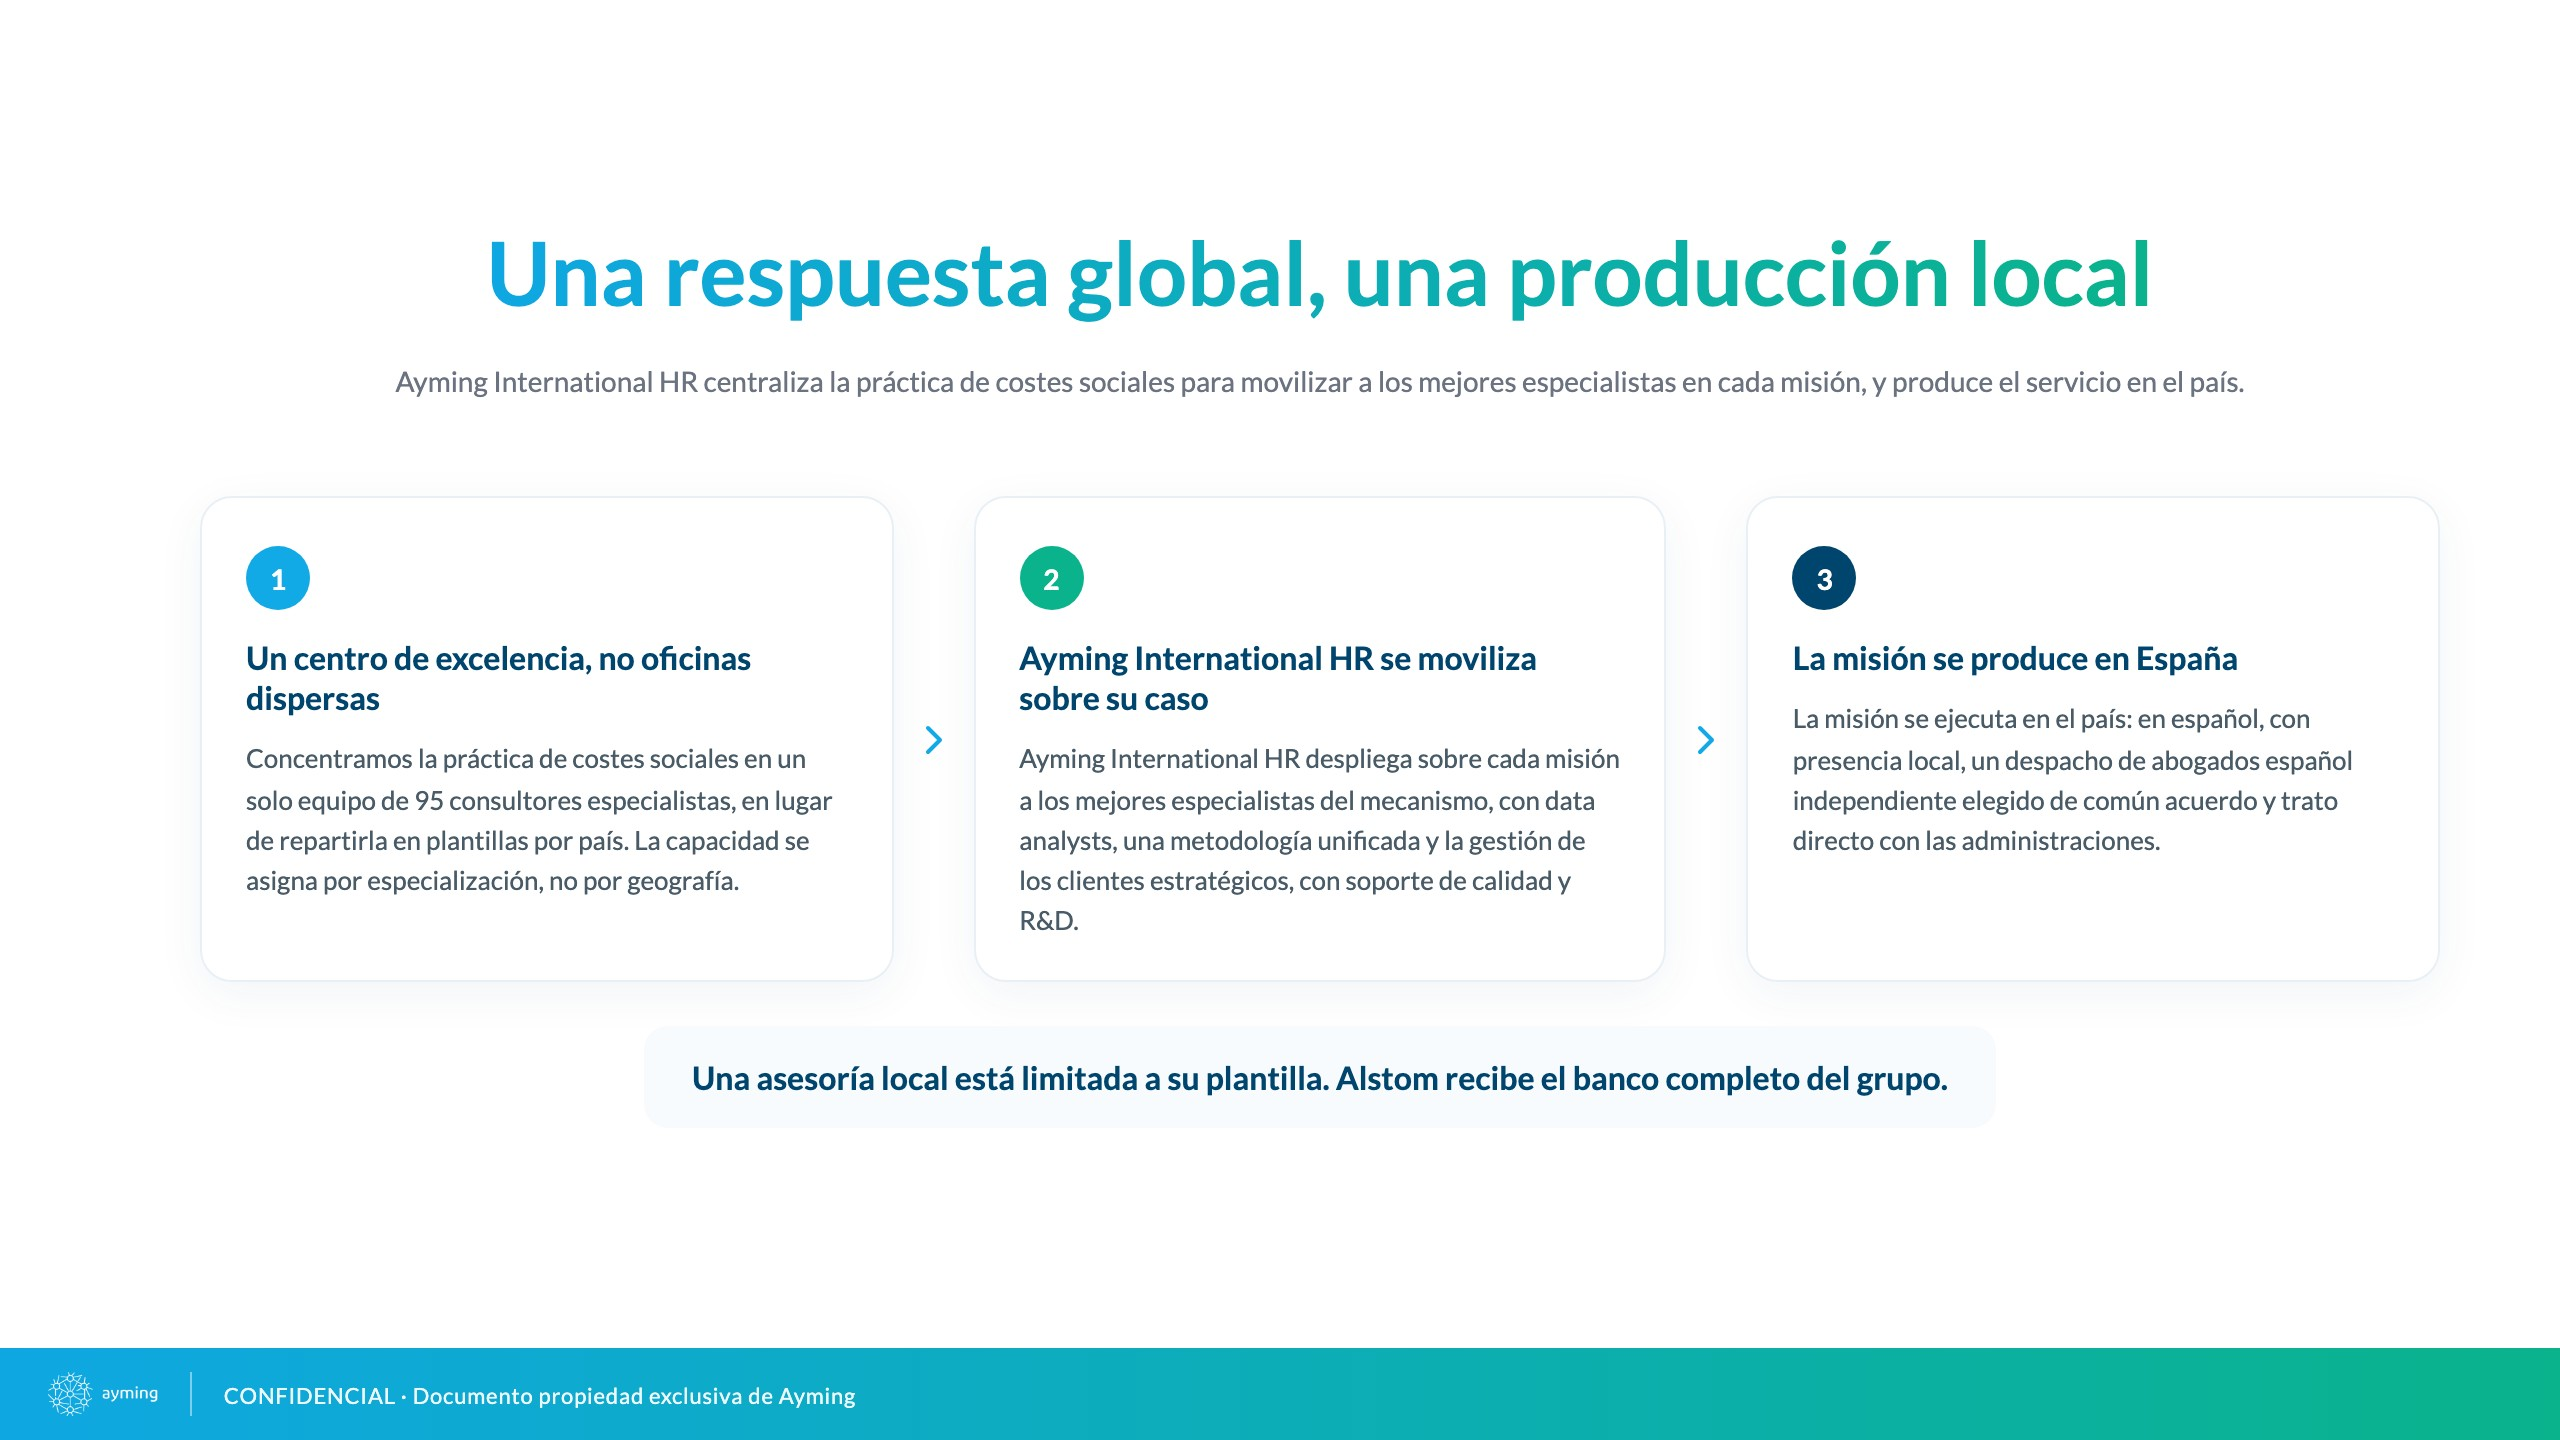 Una respuesta global, una producción local
Ayming International HR centraliza la práctica de costes sociales para movilizar a los mejores especialistas en cada misión, y produce el servicio en el país.
1
Un centro de excelencia, no oficinas
dispersas
Concentramos la práctica de costes sociales en un
solo equipo de 95 consultores especialistas, en lugar
de repartirla en plantillas por país. La capacidad se
asigna por especialización, no por geografía.
2
Ayming International HR se moviliza
sobre su caso
Ayming International HR despliega sobre cada misión
a los mejores especialistas del mecanismo, con data
analysts, una metodología unificada y la gestión de
los clientes estratégicos, con soporte de calidad y
R&D.
3
La misión se produce en España
La misión se ejecuta en el país: en español, con
presencia local, un despacho de abogados español
independiente elegido de común acuerdo y trato
directo con las administraciones.
Una asesoría local está limitada a su plantilla. Alstom recibe el banco completo del grupo.
ayming
CONFIDENCIAL · Documento propiedad exclusiva de Ayming